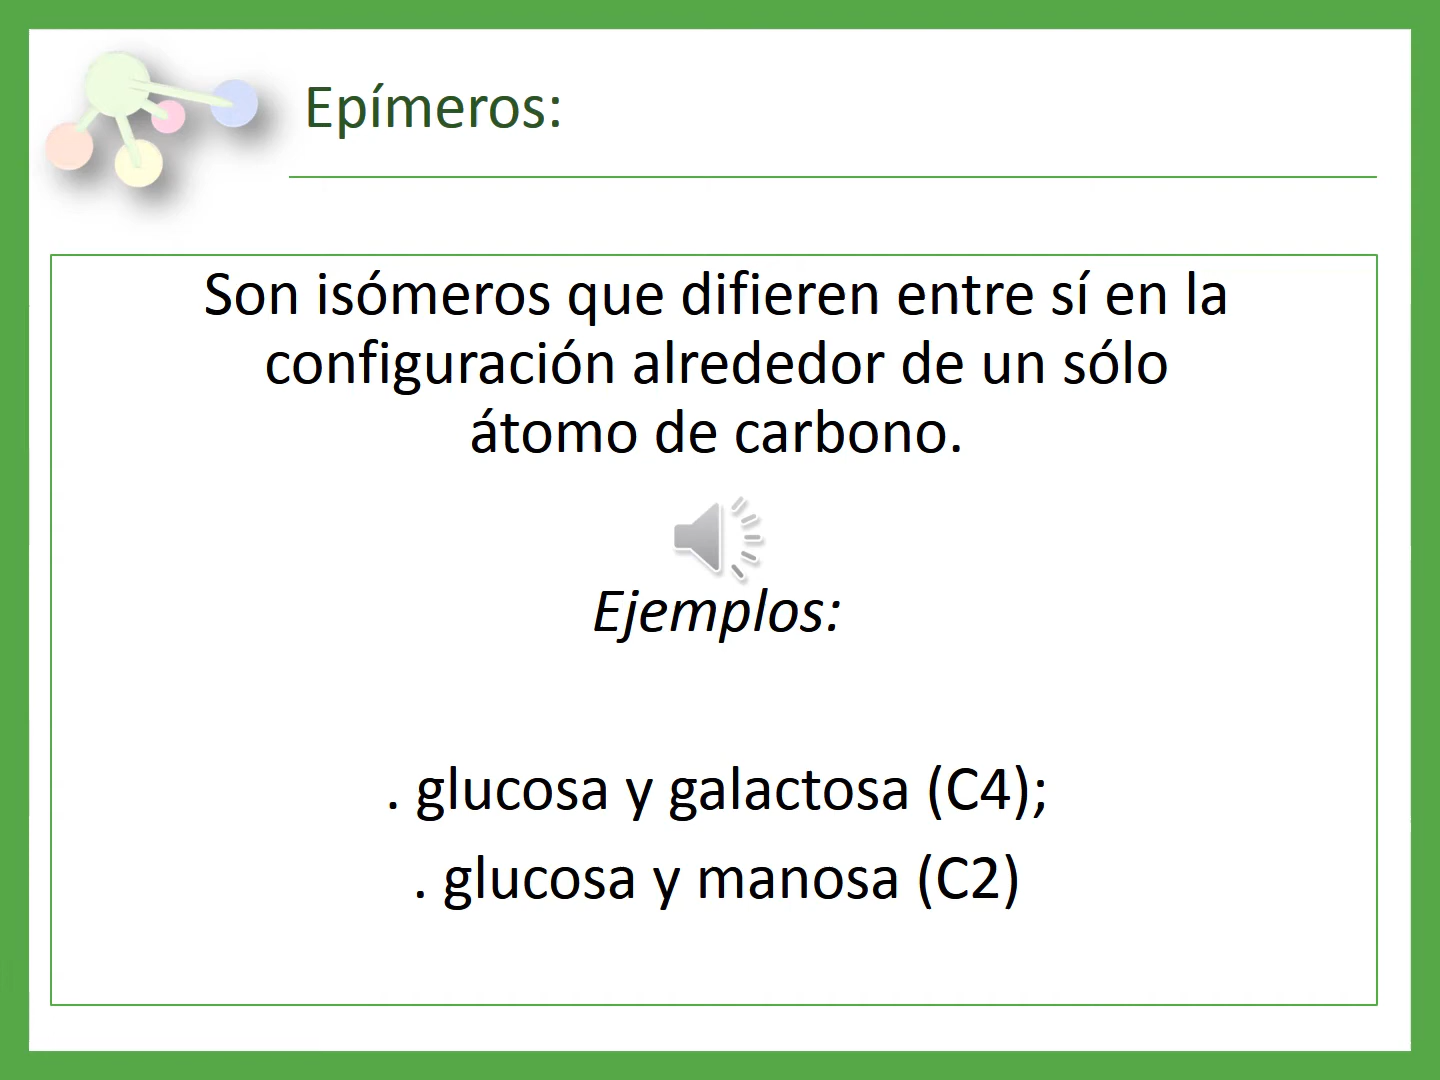 Epímeros:
Son isómeros que difieren entre sí en la
configuración alrededor de un sólo
átomo de carbono.
Ejemplos:
. glucosa y galactosa (C4);
. glucosa y manosa (C2)